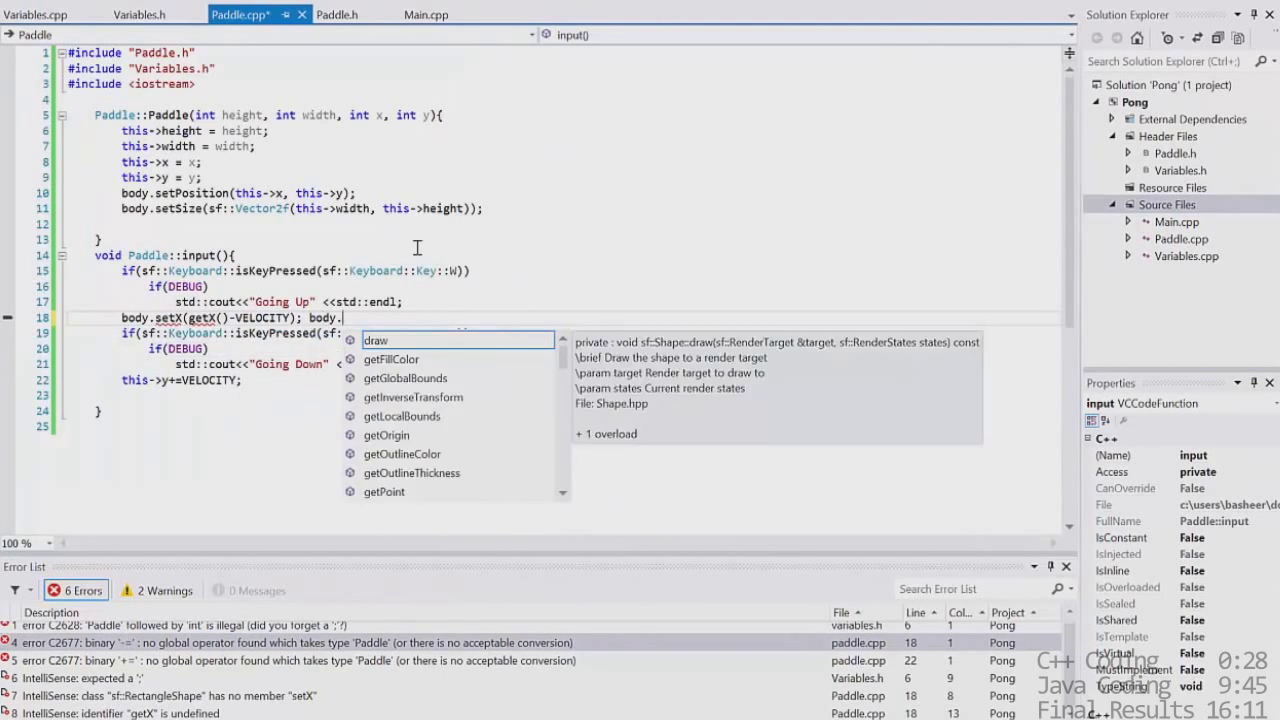 Variables.cpp Variables.h Paddle.cpp* Paddle.h Main.cpp
Paddle input()
1 #include "Paddle.h"
2 #include "Variables.h"
3 #include <iostream>
4
5 Paddle::Paddle(int height, int width, int x, int y){
6 this->height = height;
7 this->width = width;
8 this->x = x;
9 this->y = y;
10 body.setPosition(this->x, this->y);
11 body.setSize(sf::Vector2f(this->width, this->height));
12
13 }
14 void Paddle::input(){
15 if(sf::Keyboard::isKeyPressed(sf::Keyboard::Key::W))
16 if(DEBUG)
17 std::cout<<"Going Up" <<std::endl;
18 body.setX(getX()-VELOCITY); body.
19 if(sf::Keyboard::isKeyPressed(sf:
20 if(DEBUG)
21 std::cout<<"Going Down" <
22 this->y+=VELOCITY;
23
24 }
25
draw
getFillColor
getGlobalBounds
getInverseTransform
getLocalBounds
getOrigin
getOutlineColor
getOutlineThickness
getPoint
private : void sf::Shape::draw(sf::RenderTarget &target, sf::RenderStates states) const
\brief Draw the shape to a render target
\param target Render target to draw to
\param states Current render states
File: Shape.hpp
+ 1 overload
100 %
Error List
6 Errors 2 Warnings 0 Messages Search Error List
Description File Line Col... Project
1 error C2628: 'Paddle' followed by 'int' is illegal (did you forget a ';'?) variables.h 6 1 Pong
4 error C2677: binary '-=' : no global operator found which takes type 'Paddle' (or there is no acceptable conversion) paddle.cpp 18 1 Pong
5 error C2677: binary '+=' : no global operator found which takes type 'Paddle' (or there is no acceptable conversion) paddle.cpp 22 1 Pong
6 IntelliSense: expected a ';' Variables.h 6 9 Pong
7 IntelliSense: class "sf::RectangleShape" has no member "setX" Paddle.cpp 18 8 Pong
8 IntelliSense: identifier "getX" is undefined Paddle.cpp 18 13 Pong
Solution Explorer
Search Solution Explorer (Ctrl+;)
Solution 'Pong' (1 project)
Pong
External Dependencies
Header Files
Paddle.h
Variables.h
Resource Files
Source Files
Main.cpp
Paddle.cpp
Variables.cpp
Properties
input VCCodeFunction
C++
(Name) input
Access private
CanOverride False
File c:\users\basheer\do
FullName Paddle::input
IsConstant False
IsInjected False
IsInline False
IsOverloaded False
IsSealed False
IsShared False
IsTemplate False
IsVirtual False
MustImplement False
TypeString void
C++
C++ Coding 0:28
Java Coding 9:45
Final Results 16:11